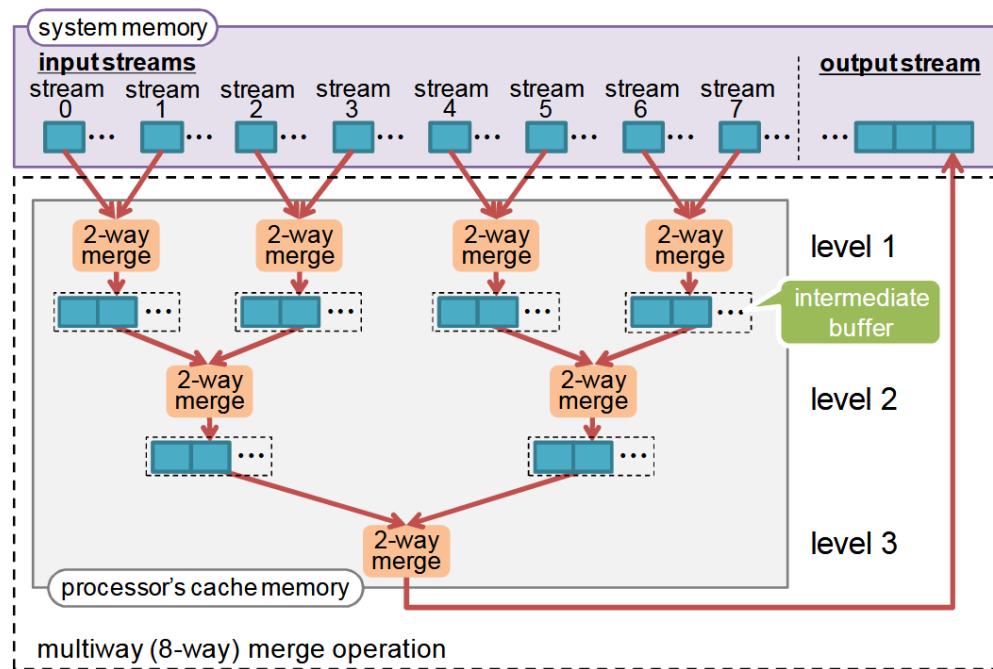 system memory
input streams
output stream
stream
0
stream
1
stream
2
stream
3
stream
4
stream
5
stream
6
stream
7
... ... ... ... ... ... ... ... ...
2-way
merge
2-way
merge
2-way
merge
2-way
merge
level 1
... ... ... ...
intermediate
buffer
2-way
merge
2-way
merge
level 2
... ...
2-way
merge
level 3
processor's cache memory
multiway (8-way) merge operation